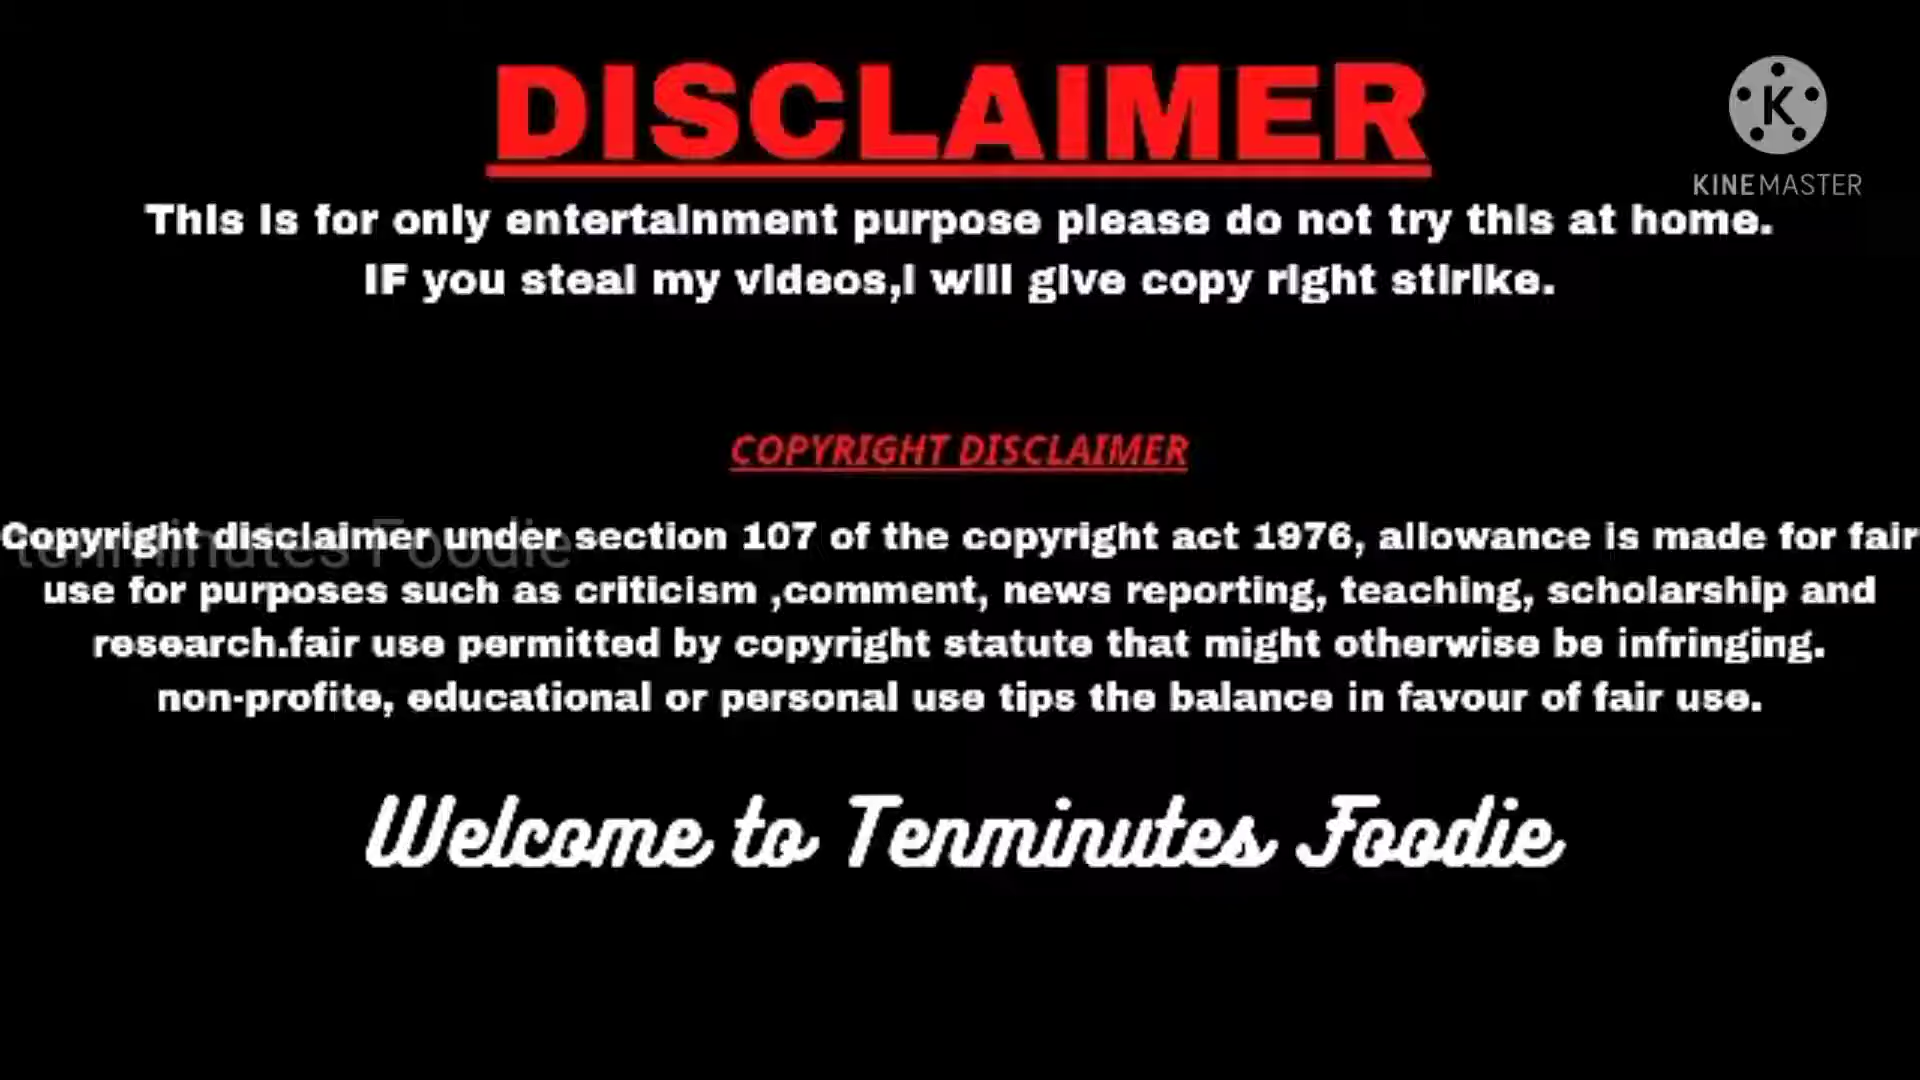 DISCLAIMER
KINEMASTER
This is for only entertainment purpose please do not try this at home.
IF you steal my videos,I will give copy right stirike.
COPYRIGHT DISCLAIMER
Copyright disclaimer under section 107 of the copyright act 1976, allowance is made for fair
tenminutes Foodie
use for purposes such as criticism ,comment, news reporting, teaching, scholarship and
research.fair use permitted by copyright statute that might otherwise be infringing.
non-profite, educational or personal use tips the balance in favour of fair use.
Welcome to Tenminutes Foodie